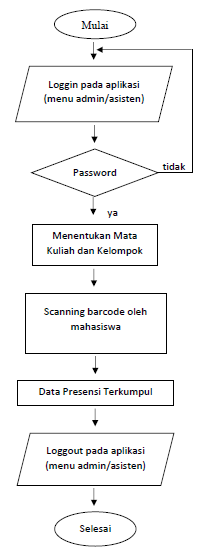 Mulai
Loggin pada aplikasi
(menu admin/asisten)
Password
tidak
ya
Menentukan Mata
Kuliah dan Kelompok
Scanning barcode oleh
mahasiswa
Data Presensi Terkumpul
Loggout pada aplikasi
(menu admin/asisten)
Selesai